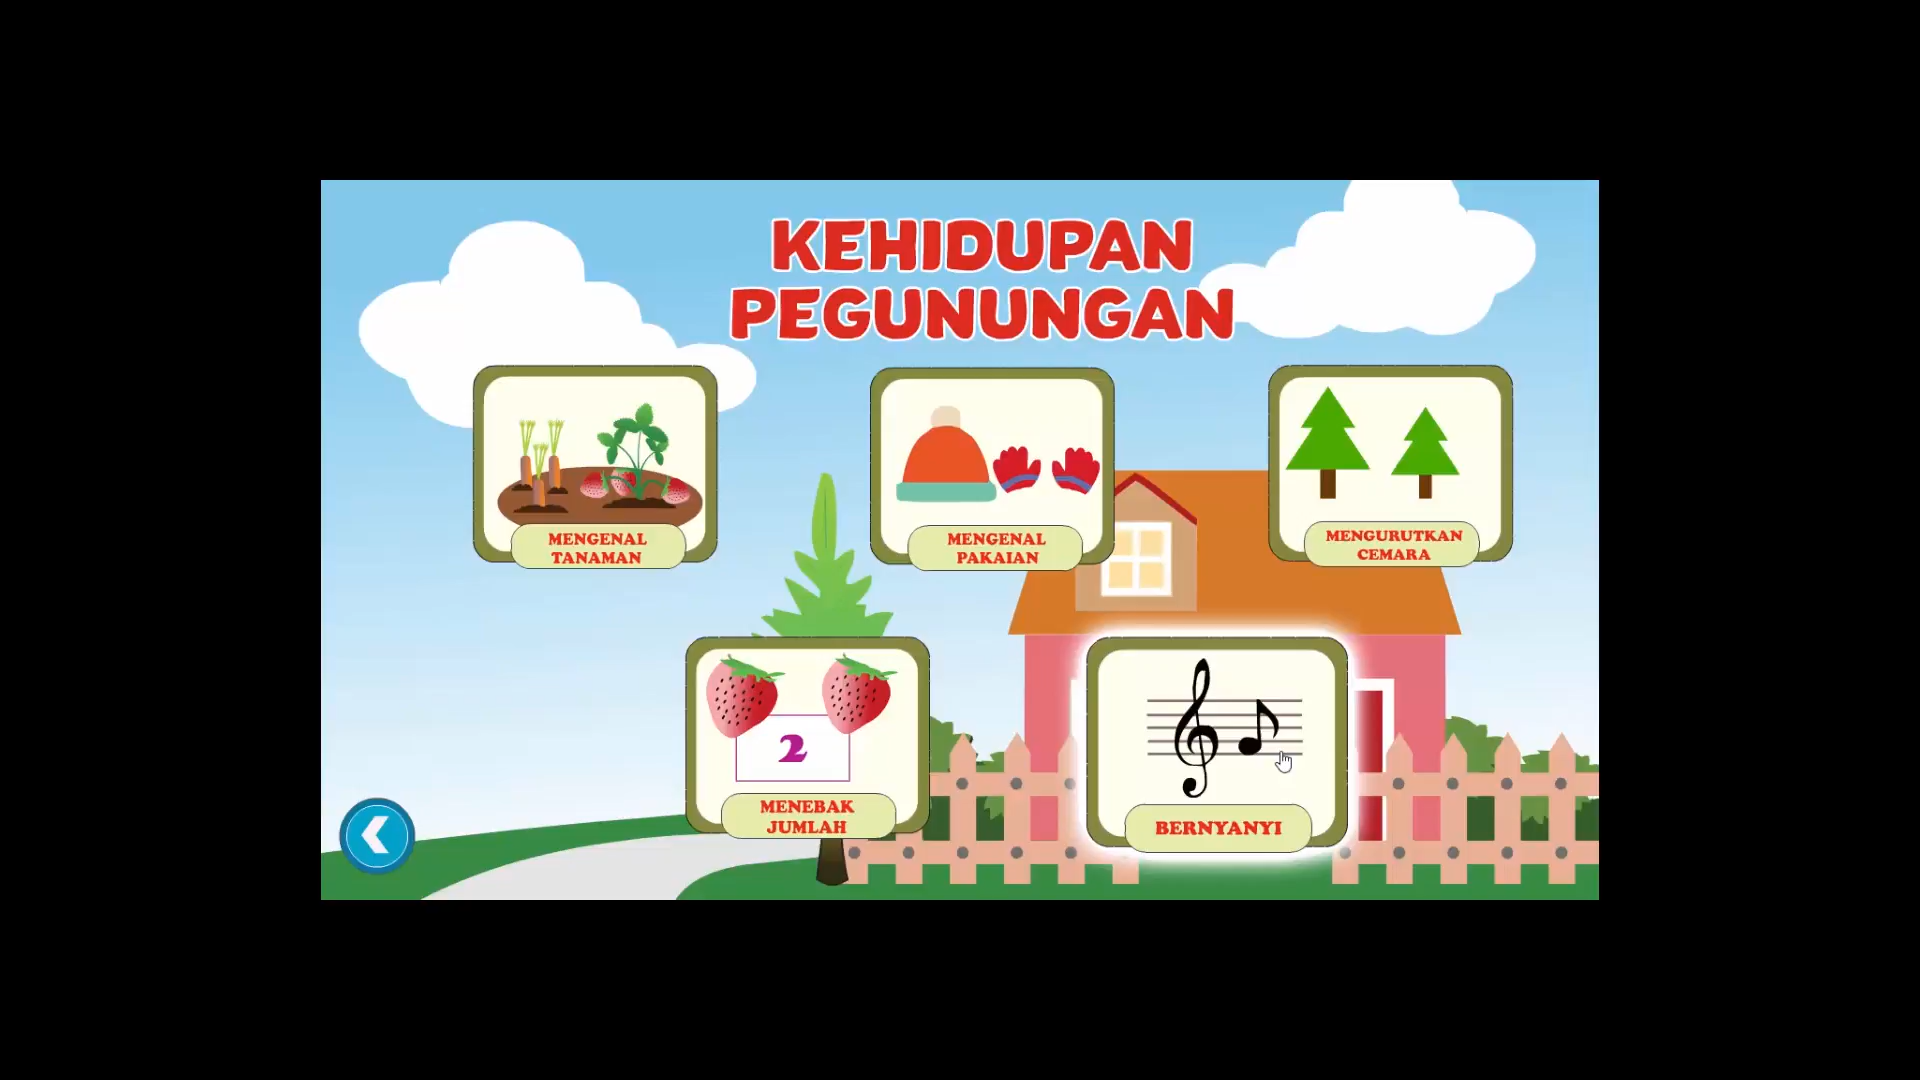 KEHIDUPAN
PEGUNUNGAN
MENGENAL
TANAMAN
MENGENAL
PAKAIAN
MENGURUTKAN
CEMARA
2
MENEBAK
JUMLAH
BERNYANYI